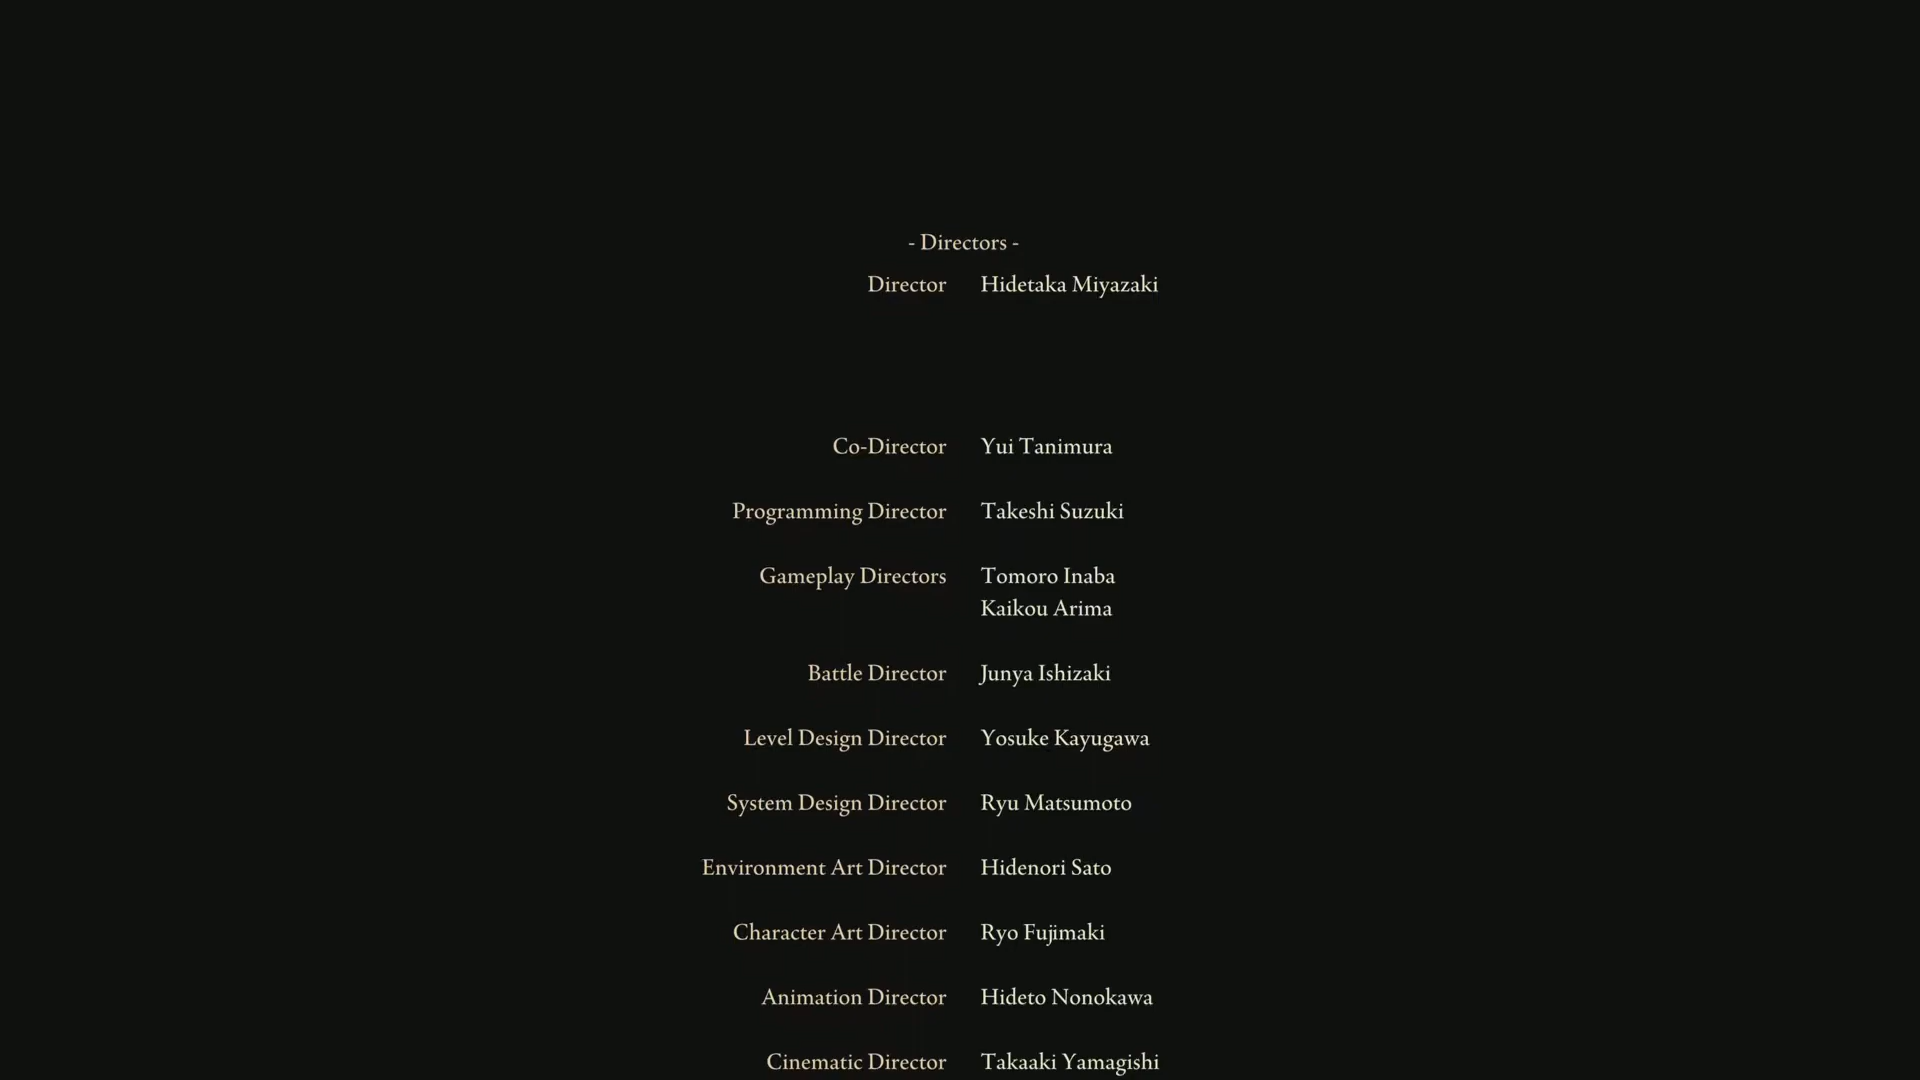 - Directors -
Director Hidetaka Miyazaki
Co-Director Yui Tanimura
Programming Director Takeshi Suzuki
Gameplay Directors Tomoro Inaba
Kaikou Arima
Battle Director Junya Ishizaki
Level Design Director Yosuke Kayugawa
System Design Director Ryu Matsumoto
Environment Art Director Hidenori Sato
Character Art Director Ryo Fujimaki
Animation Director Hideto Nonokawa
Cinematic Director Takaaki Yamagishi